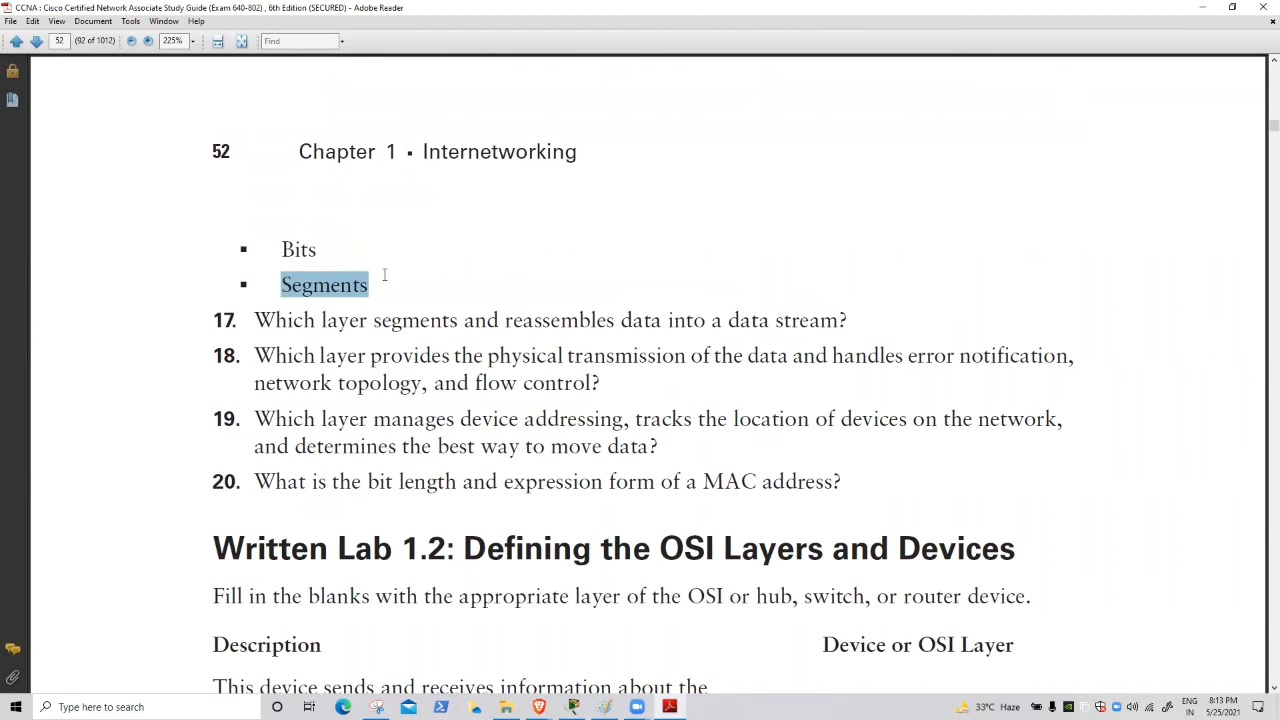 CCNA : Cisco Certified Network Associate Study Guide (Exam 640-802) , 6th Edition (SECURED) - Adobe Reader
File Edit View Document Tools Window Help
52 (92 of 1012) 225% Find
52 Chapter 1 ▪ Internetworking
▪ Bits
▪ Segments
17. Which layer segments and reassembles data into a data stream?
18. Which layer provides the physical transmission of the data and handles error notification,
network topology, and flow control?
19. Which layer manages device addressing, tracks the location of devices on the network,
and determines the best way to move data?
20. What is the bit length and expression form of a MAC address?
Written Lab 1.2: Defining the OSI Layers and Devices
Fill in the blanks with the appropriate layer of the OSI or hub, switch, or router device.
Description Device or OSI Layer
This device sends and receives information about the
Type here to search 33°C Haze ENG 8:13 PM
IN 5/25/2021